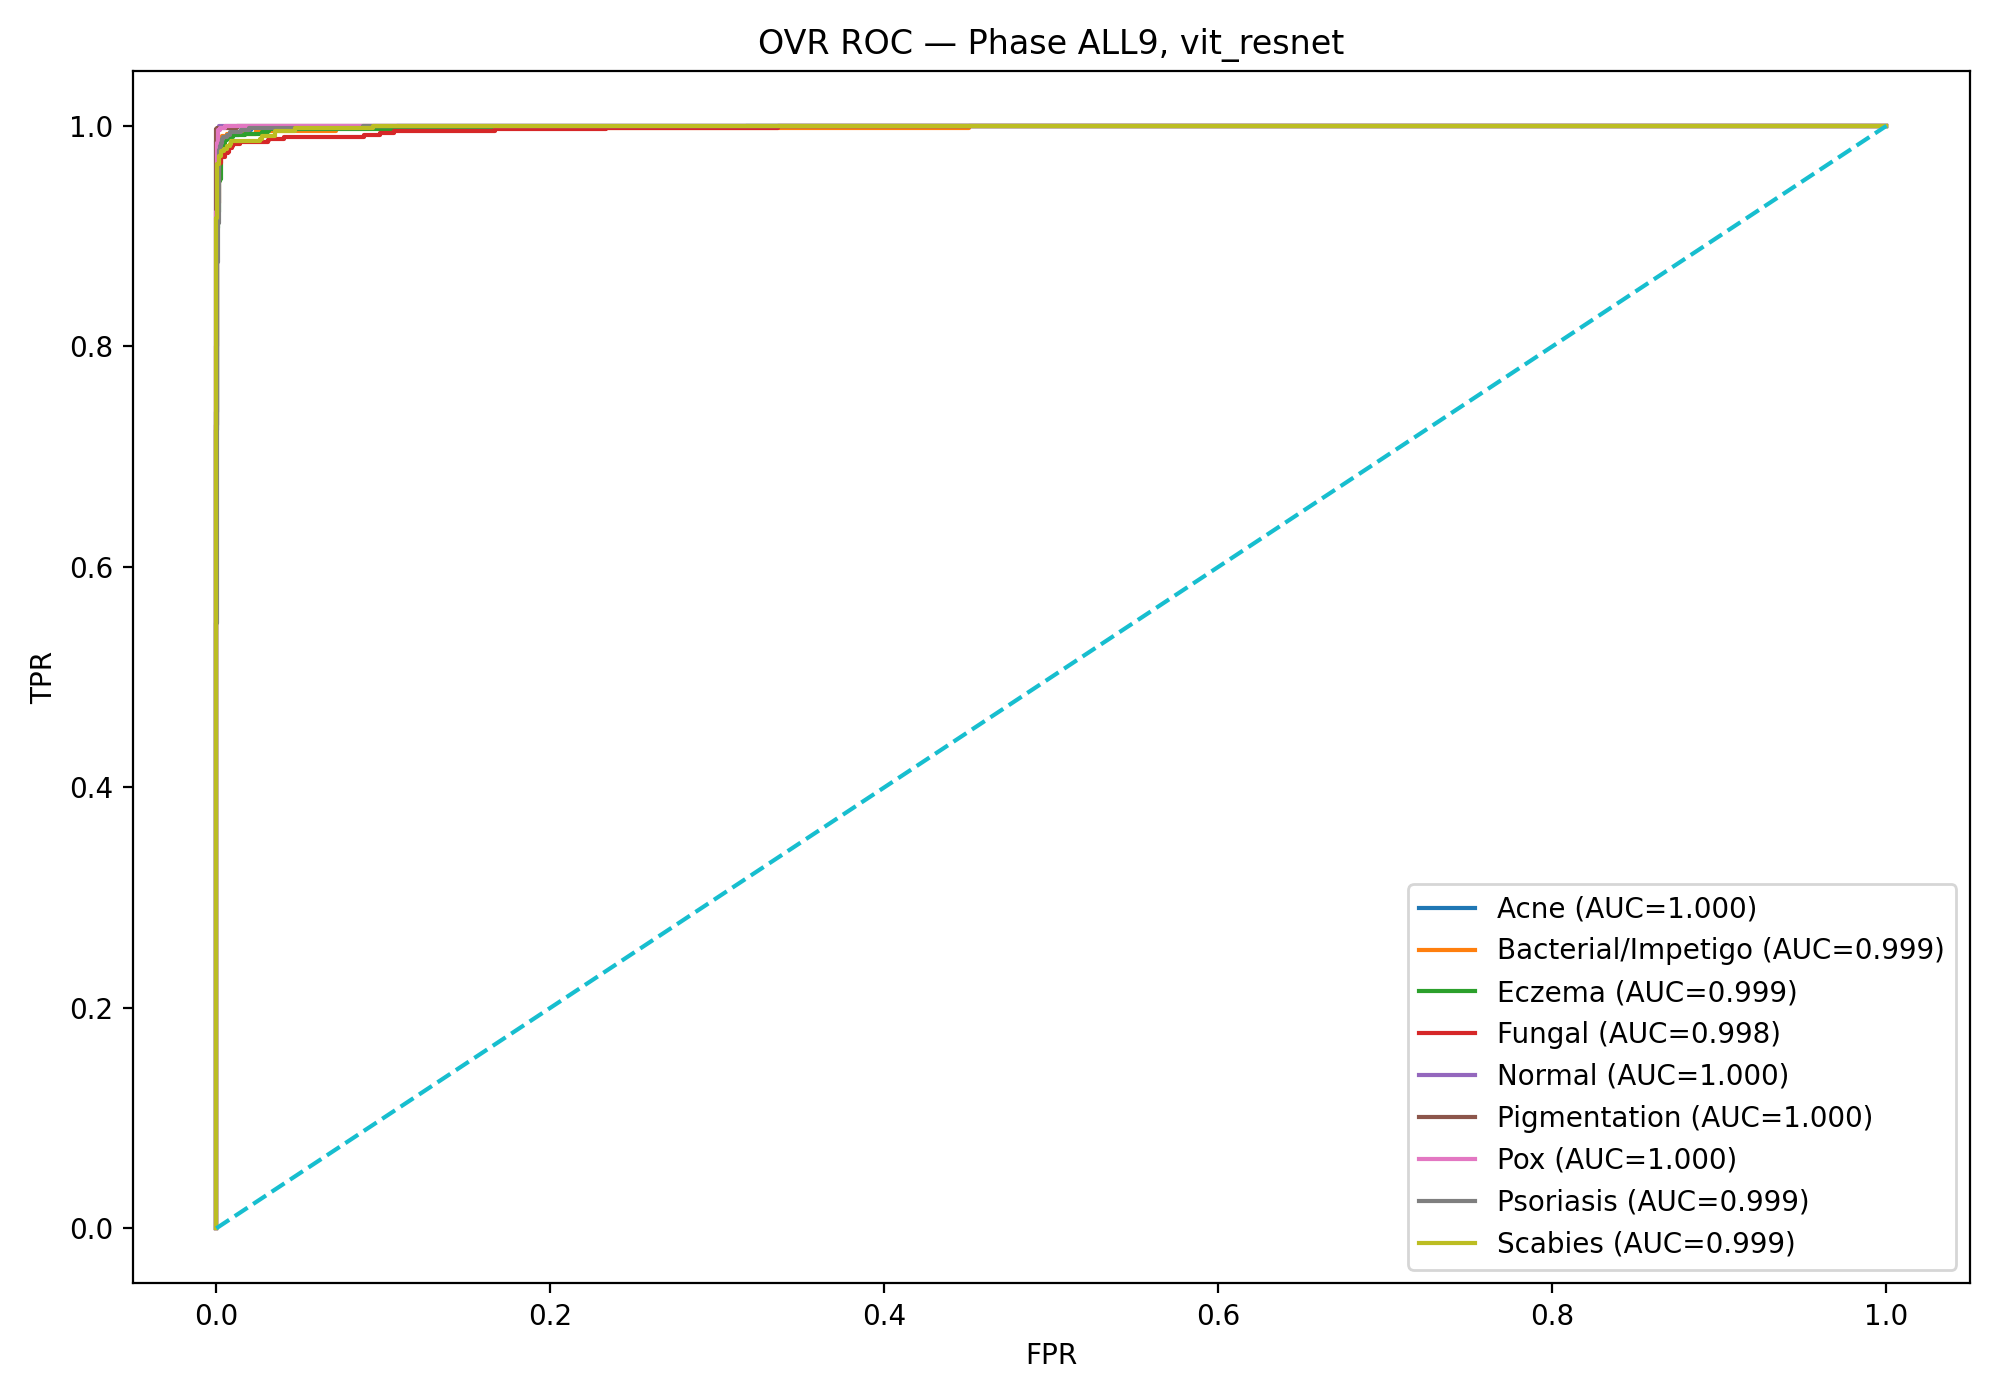 OVR ROC — Phase ALL9, vit_resnet
1.0
0.8
0.6
0.4
0.2
0.0
TPR
0.0 0.2 0.4 0.6 0.8 1.0
FPR
Acne (AUC=1.000)
Bacterial/Impetigo (AUC=0.999)
Eczema (AUC=0.999)
Fungal (AUC=0.998)
Normal (AUC=1.000)
Pigmentation (AUC=1.000)
Pox (AUC=1.000)
Psoriasis (AUC=0.999)
Scabies (AUC=0.999)